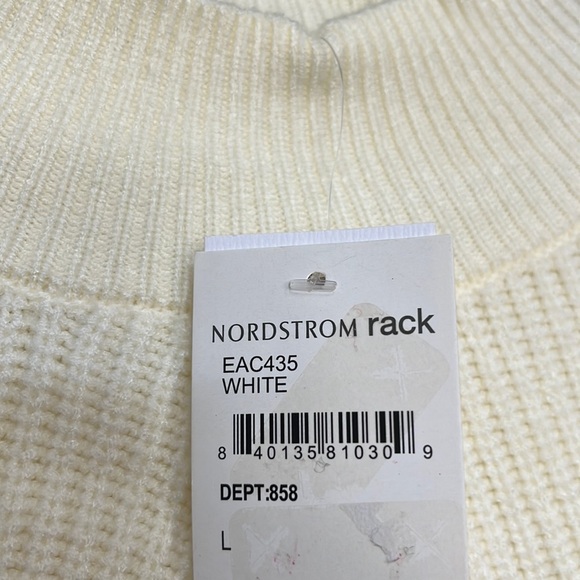 NORDSTROM rack
EAC435
WHITE
8 40135 81030 9
DEPT:858
L